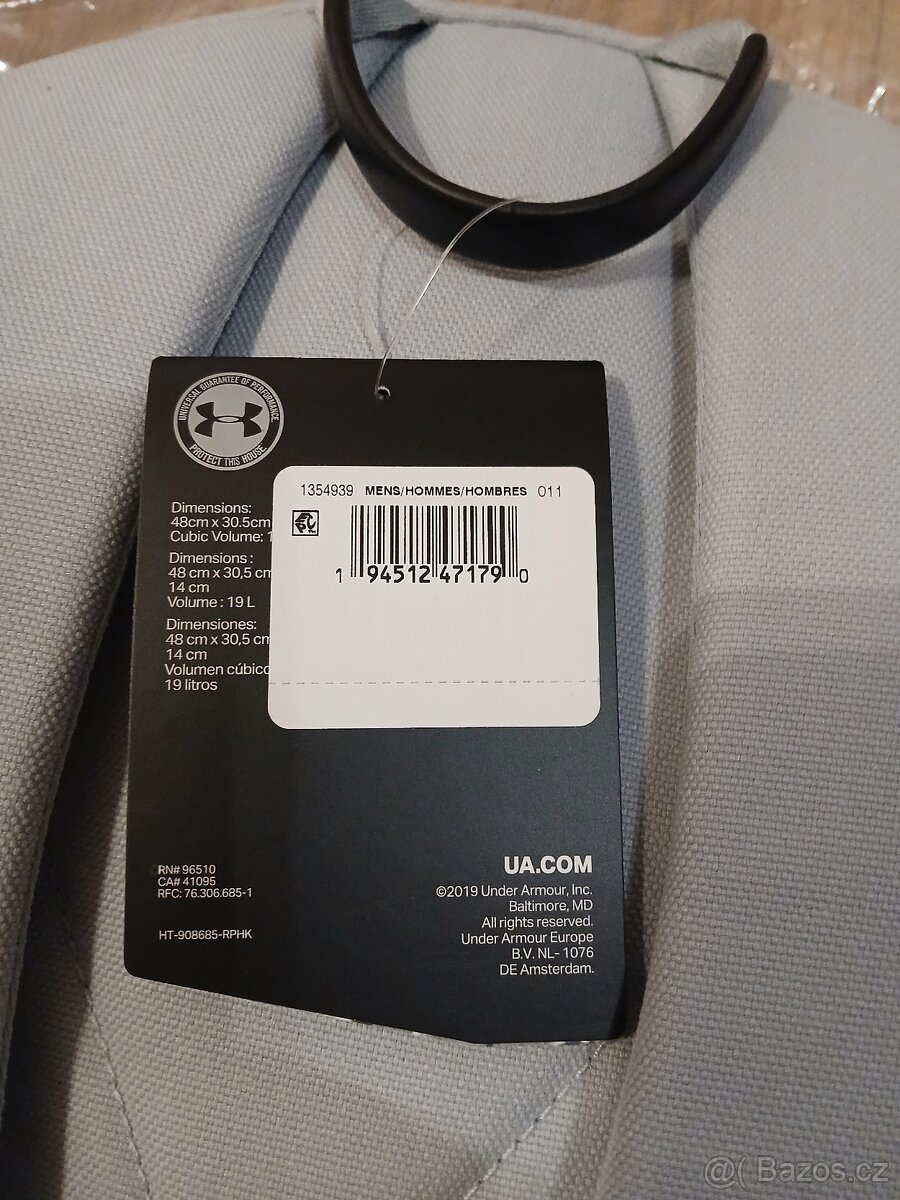 UNIVERSAL GUARANTEE OF PERFORMANCE
PROTECT THIS HOUSE
1354939 MENS/HOMMES/HOMBRES 011
1 94512 47179 0
Dimensions:
48cm x 30.5cm
Cubic Volume: 1
Dimensions :
48 cm x 30,5 cm
14 cm
Volume : 19 L
Dimensiones:
48 cm x 30,5 cm
14 cm
Volumen cúbico
19 litros
RN# 96510
CA# 41095
RFC: 76.306.685-1
HT-908685-RPHK
UA.COM
©2019 Under Armour, Inc.
Baltimore, MD
All rights reserved.
Under Armour Europe
B.V. NL- 1076
DE Amsterdam.
@( Bazos.cz